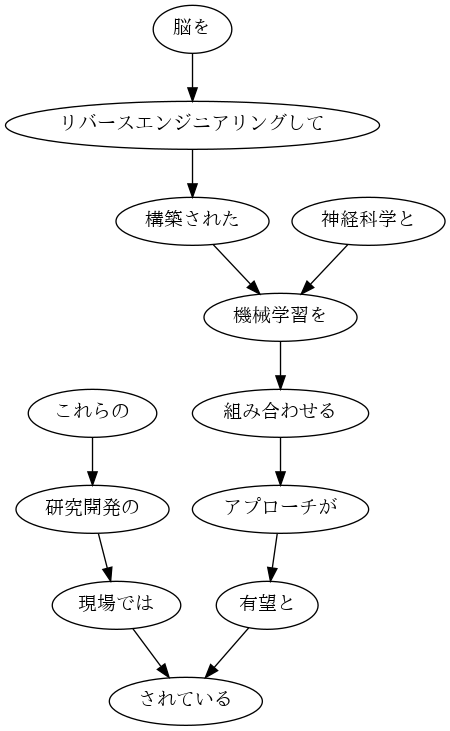 脳を
リバースエンジニアリングして
構築された
神経科学と
機械学習を
これらの
組み合わせる
研究開発の
アプローチが
現場では
有望と
されている